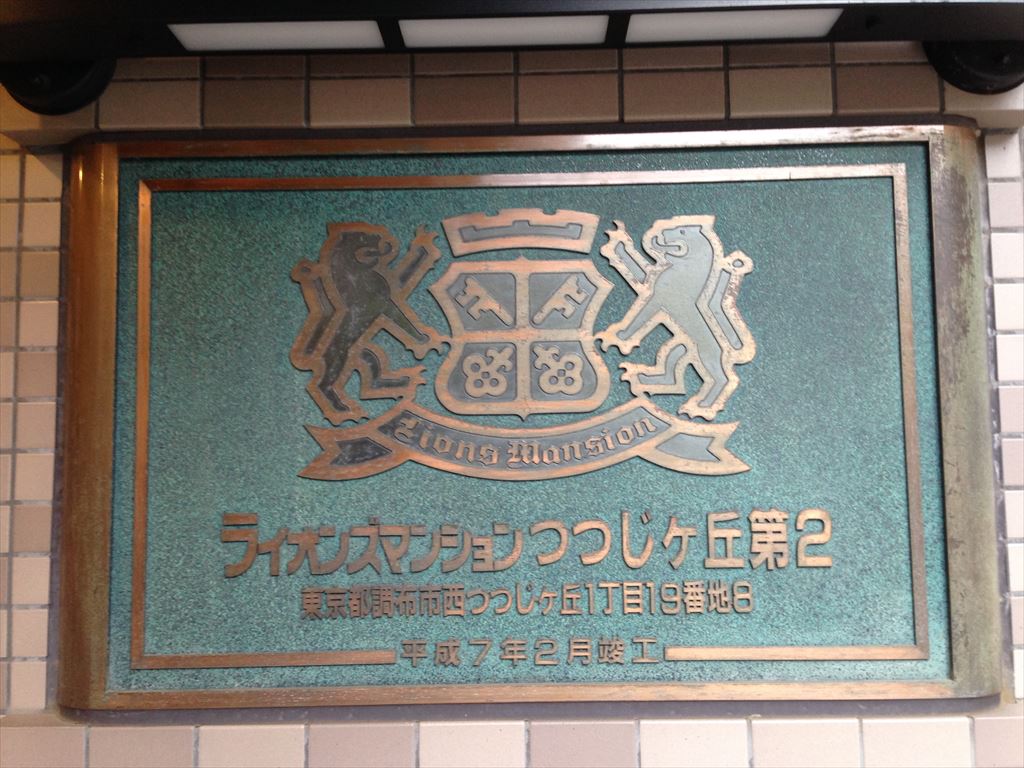 Lions Mansion
ライオンズマンションつつじヶ丘第2
東京都調布市西つつじヶ丘1丁目19番地8
平成7年2月竣工